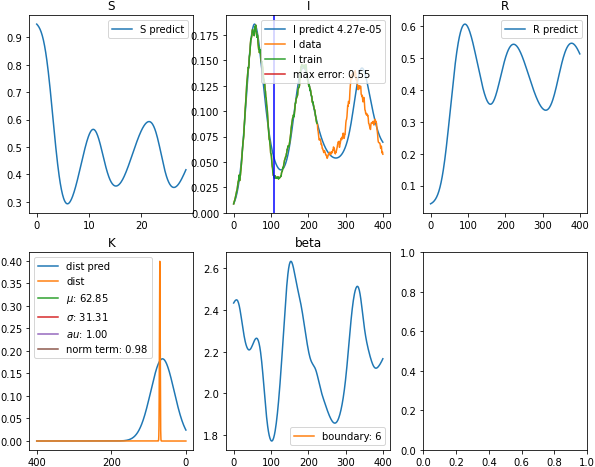 S
0.9
0.8
0.7
0.6
0.5
0.4
0.3
0 10 20
S predict
I
0.175
0.150
0.125
0.100
0.075
0.050
0.025
0.000
0 100 200 300 400
I predict 4.27e-05
I data
I train
max error: 0.55
R
0.6
0.5
0.4
0.3
0.2
0.1
0 100 200 300 400
R predict
K
0.40
0.35
0.30
0.25
0.20
0.15
0.10
0.05
0.00
400 200 0
dist pred
dist
μ: 62.85
σ: 31.31
au: 1.00
norm term: 0.98
beta
2.6
2.4
2.2
2.0
1.8
0 100 200 300 400
boundary: 6
1.0
0.8
0.6
0.4
0.2
0.0
0.0 0.2 0.4 0.6 0.8 1.0